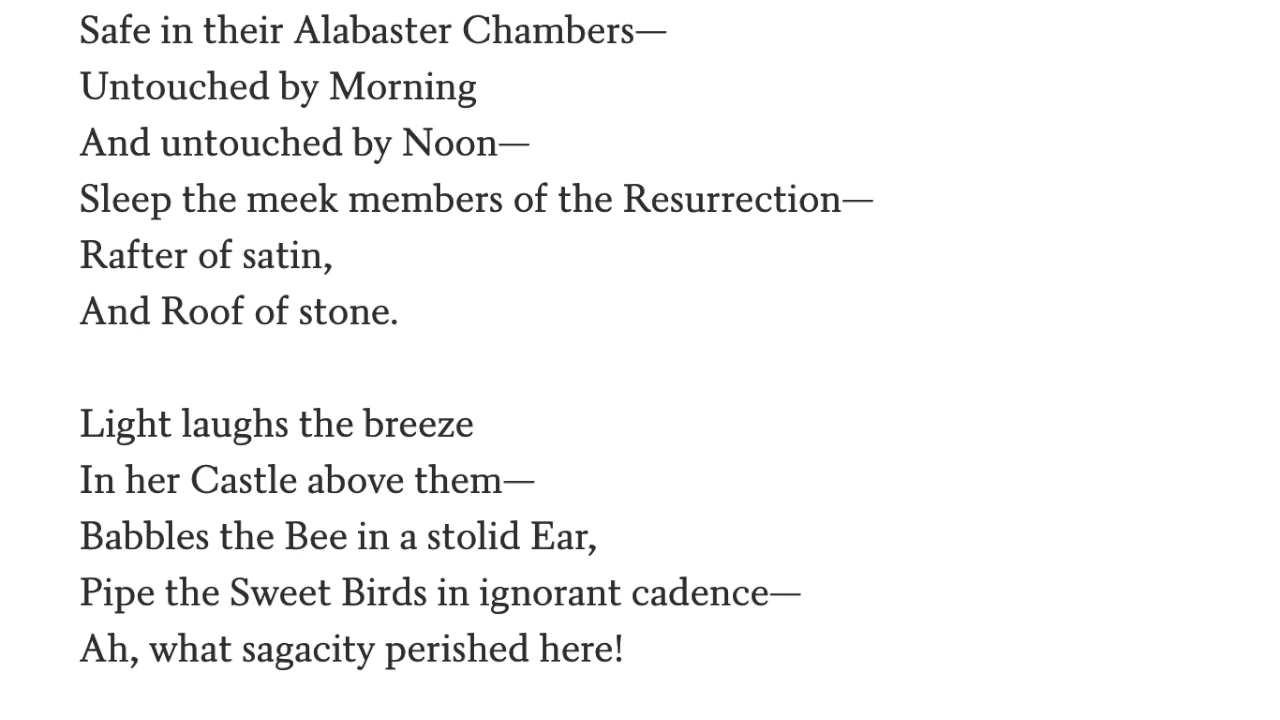 Safe in their Alabaster Chambers—
Untouched by Morning
And untouched by Noon—
Sleep the meek members of the Resurrection—
Rafter of satin,
And Roof of stone.

Light laughs the breeze
In her Castle above them—
Babbles the Bee in a stolid Ear,
Pipe the Sweet Birds in ignorant cadence—
Ah, what sagacity perished here!